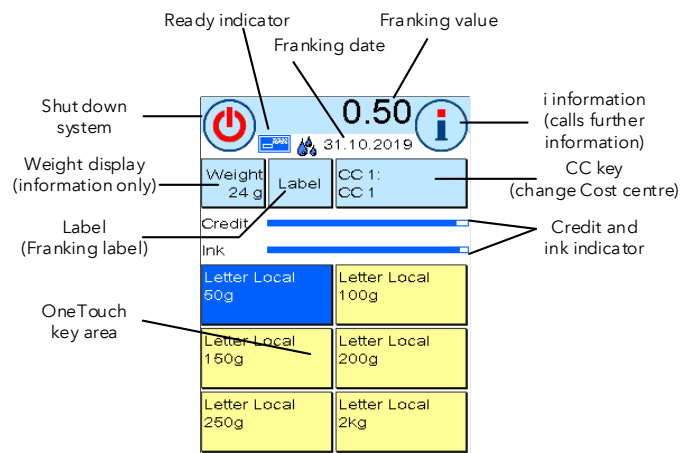 Ready indicator
Franking value
Franking date
Shut down
system
0.50
i
i information
(calls further
information)
31.10.2019
Weight display
(information only)
Weight
24 g
Label
CC 1:
CC 1
CC key
(change Cost centre)
Label
(Franking label)
Credit
Ink
Credit and
ink indicator
OneTouch
key area
Letter Local
50g
Letter Local
100g
Letter Local
150g
Letter Local
200g
Letter Local
250g
Letter Local
2kg